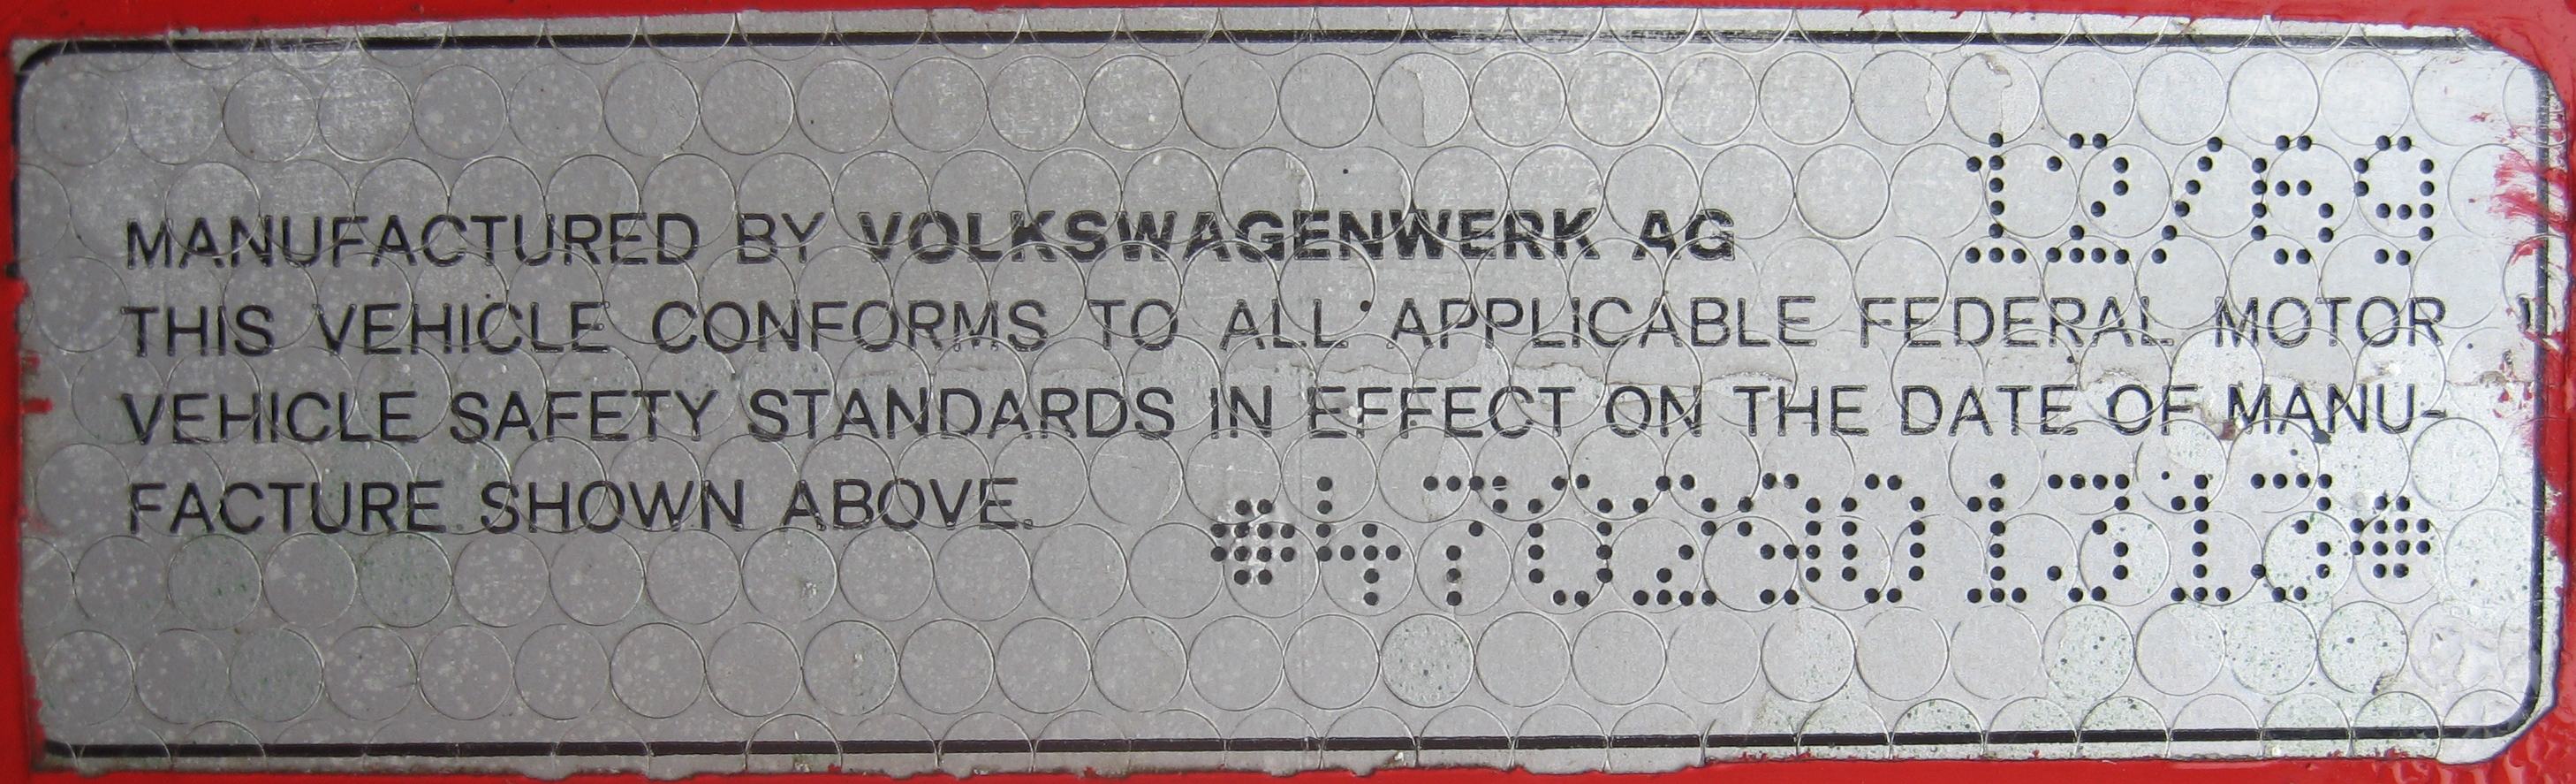 12/69
MANUFACTURED BY VOLKSWAGENWERK AG
THIS VEHICLE CONFORMS TO ALL APPLICABLE FEDERAL MOTOR
VEHICLE SAFETY STANDARDS IN EFFECT ON THE DATE OF MANU-
FACTURE SHOWN ABOVE.
*4702901313*